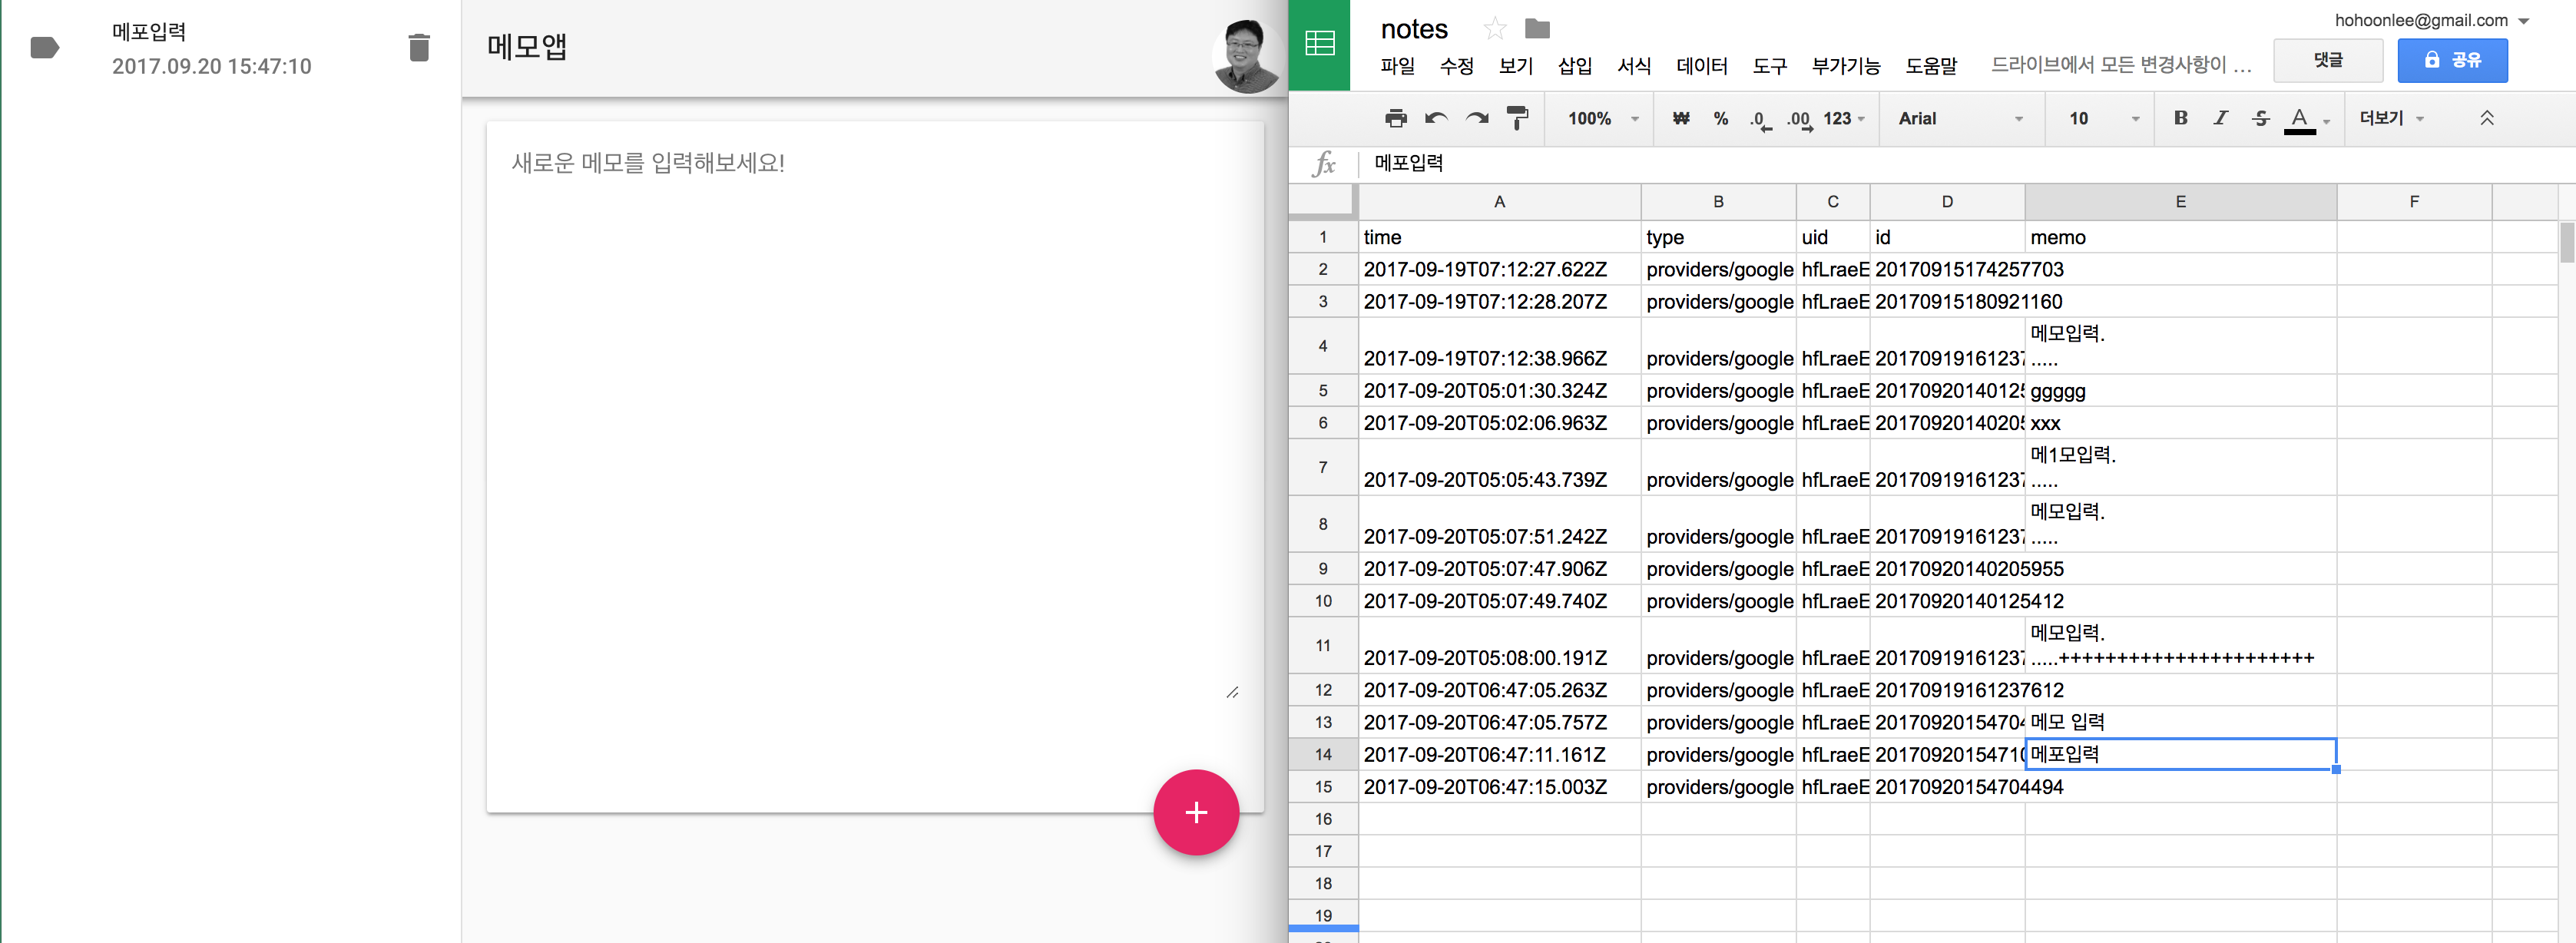 메포입력
2017.09.20 15:47:10
메모앱
새로운 메모를 입력해보세요!
+
notes
hohoonlee@gmail.com
파일 수정 보기 삽입 서식 데이터 도구 부가기능 도움말 드라이브에서 모든 변경사항이 ...
댓글
공유
100% ₩ % .0 .00 123 Arial 10 B I S A 더보기
fx 메포입력
A B C D E F
1 time type uid id memo
2 2017-09-19T07:12:27.622Z providers/google hfLraeE 20170915174257703
3 2017-09-19T07:12:28.207Z providers/google hfLraeE 20170915180921160
메모입력.
4 2017-09-19T07:12:38.966Z providers/google hfLraeE 20170919161237 .....
5 2017-09-20T05:01:30.324Z providers/google hfLraeE 20170920140125 ggggg
6 2017-09-20T05:02:06.963Z providers/google hfLraeE 20170920140205 xxx
메1모입력.
7 2017-09-20T05:05:43.739Z providers/google hfLraeE 20170919161237 .....
메모입력.
8 2017-09-20T05:07:51.242Z providers/google hfLraeE 20170919161237 .....
9 2017-09-20T05:07:47.906Z providers/google hfLraeE 20170920140205955
10 2017-09-20T05:07:49.740Z providers/google hfLraeE 20170920140125412
메모입력.
11 2017-09-20T05:08:00.191Z providers/google hfLraeE 20170919161237 .....++++++++++++++++++++++
12 2017-09-20T06:47:05.263Z providers/google hfLraeE 20170919161237612
13 2017-09-20T06:47:05.757Z providers/google hfLraeE 20170920154704 메모 입력
14 2017-09-20T06:47:11.161Z providers/google hfLraeE 20170920154710 메포입력
15 2017-09-20T06:47:15.003Z providers/google hfLraeE 20170920154704494
16
17
18
19